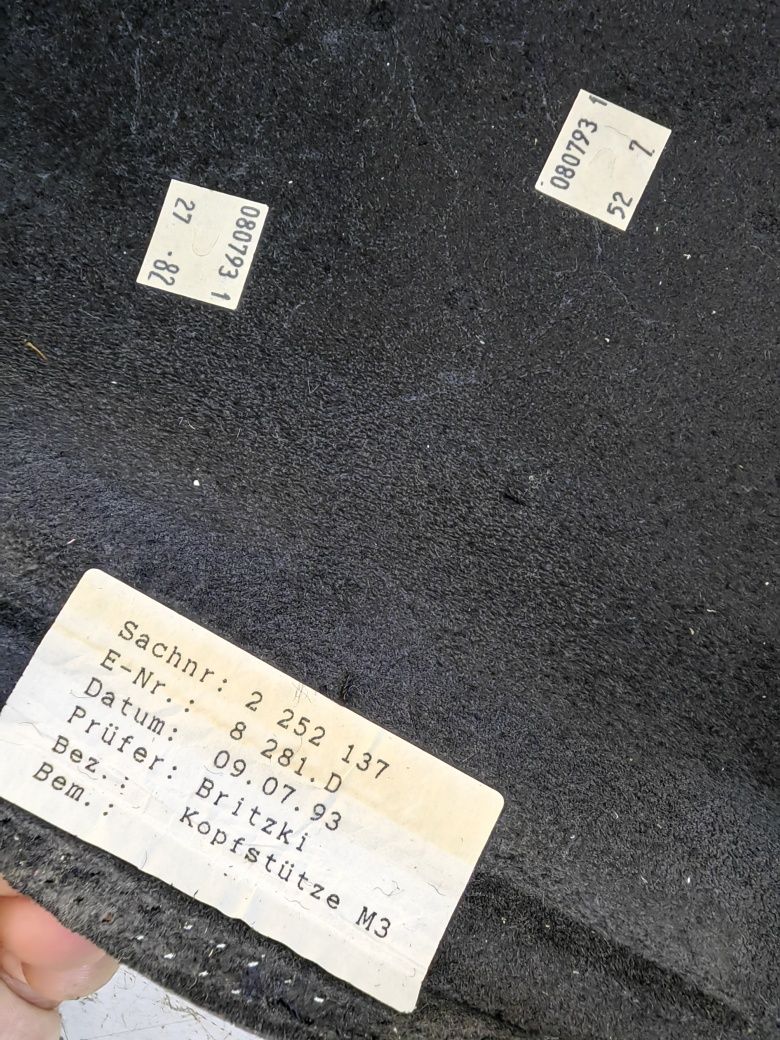 080793 1
52 7
080793 1
27 .82
Sachnr: 2 252 137
E-Nr.: 8 281.D
Datum: 09.07.93
Prüfer: Britzki
Bez.: Kopfstütze M3
Bem.: